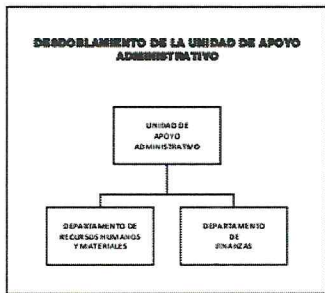 DESDOBLAMIENTO DE LA UNIDAD DE APOYO
ADMINISTRATIVO
UNIDAD DE
APOYO
ADMINISTRATIVO
DEPARTAMENTO DE
RECURSOS HUMANOS
Y MATERIALES
DEPARTAMENTO
DE
FINANZAS